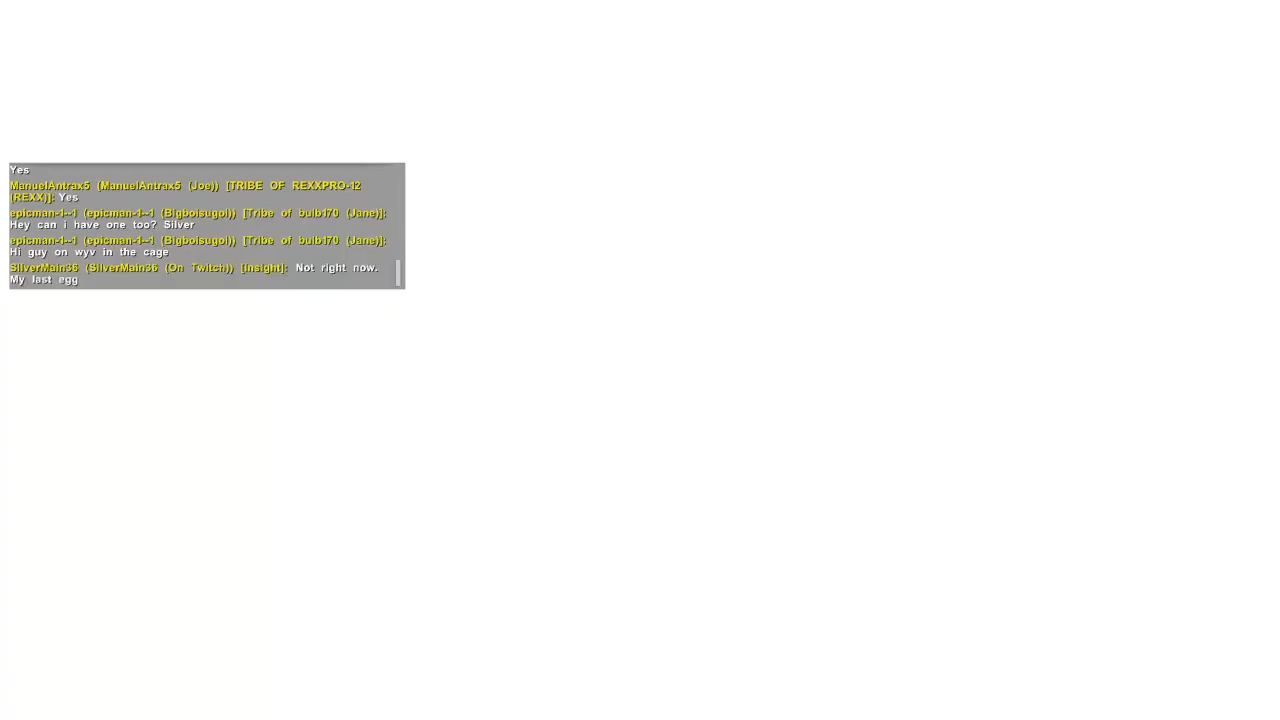 Yes
ManuelAntrax5 (ManuelAntrax5 (Joe)) [TRIBE OF REXXPRO-12
(REXX)]: Yes
epicman-1--1 (epicman-1--1 (Bigboisugoi)) [Tribe of bulb170 (Jane)]:
Hey can i have one too? Silver
epicman-1--1 (epicman-1--1 (Bigboisugoi)) [Tribe of bulb170 (Jane)]:
Hi guy on wyv in the cage
SilverMain36 (SilverMain36 (On Twitch)) [Insight]: Not right now.
My last egg